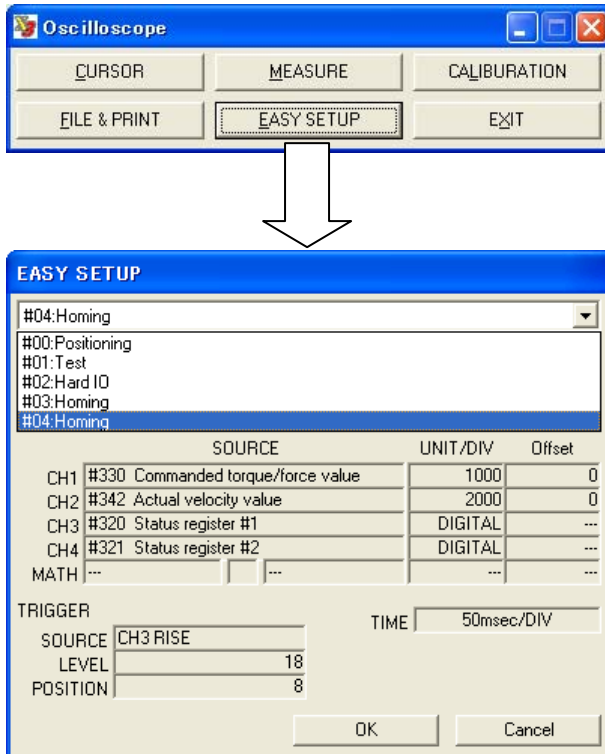 Oscilloscope
CURSOR MEASURE CALIBURATION
FILE & PRINT EASY SETUP EXIT
EASY SETUP
#04:Homing
#00:Positioning
#01:Test
#02:Hard IO
#03:Homing
#04:Homing
SOURCE UNIT/DIV Offset
CH1 #330 Commanded torque/force value 1000 0
CH2 #342 Actual velocity value 2000 0
CH3 #320 Status register #1 DIGITAL ---
CH4 #321 Status register #2 DIGITAL ---
MATH --- --- --- ---
TRIGGER
TIME 50msec/DIV
SOURCE CH3 RISE
LEVEL 18
POSITION 8
OK Cancel